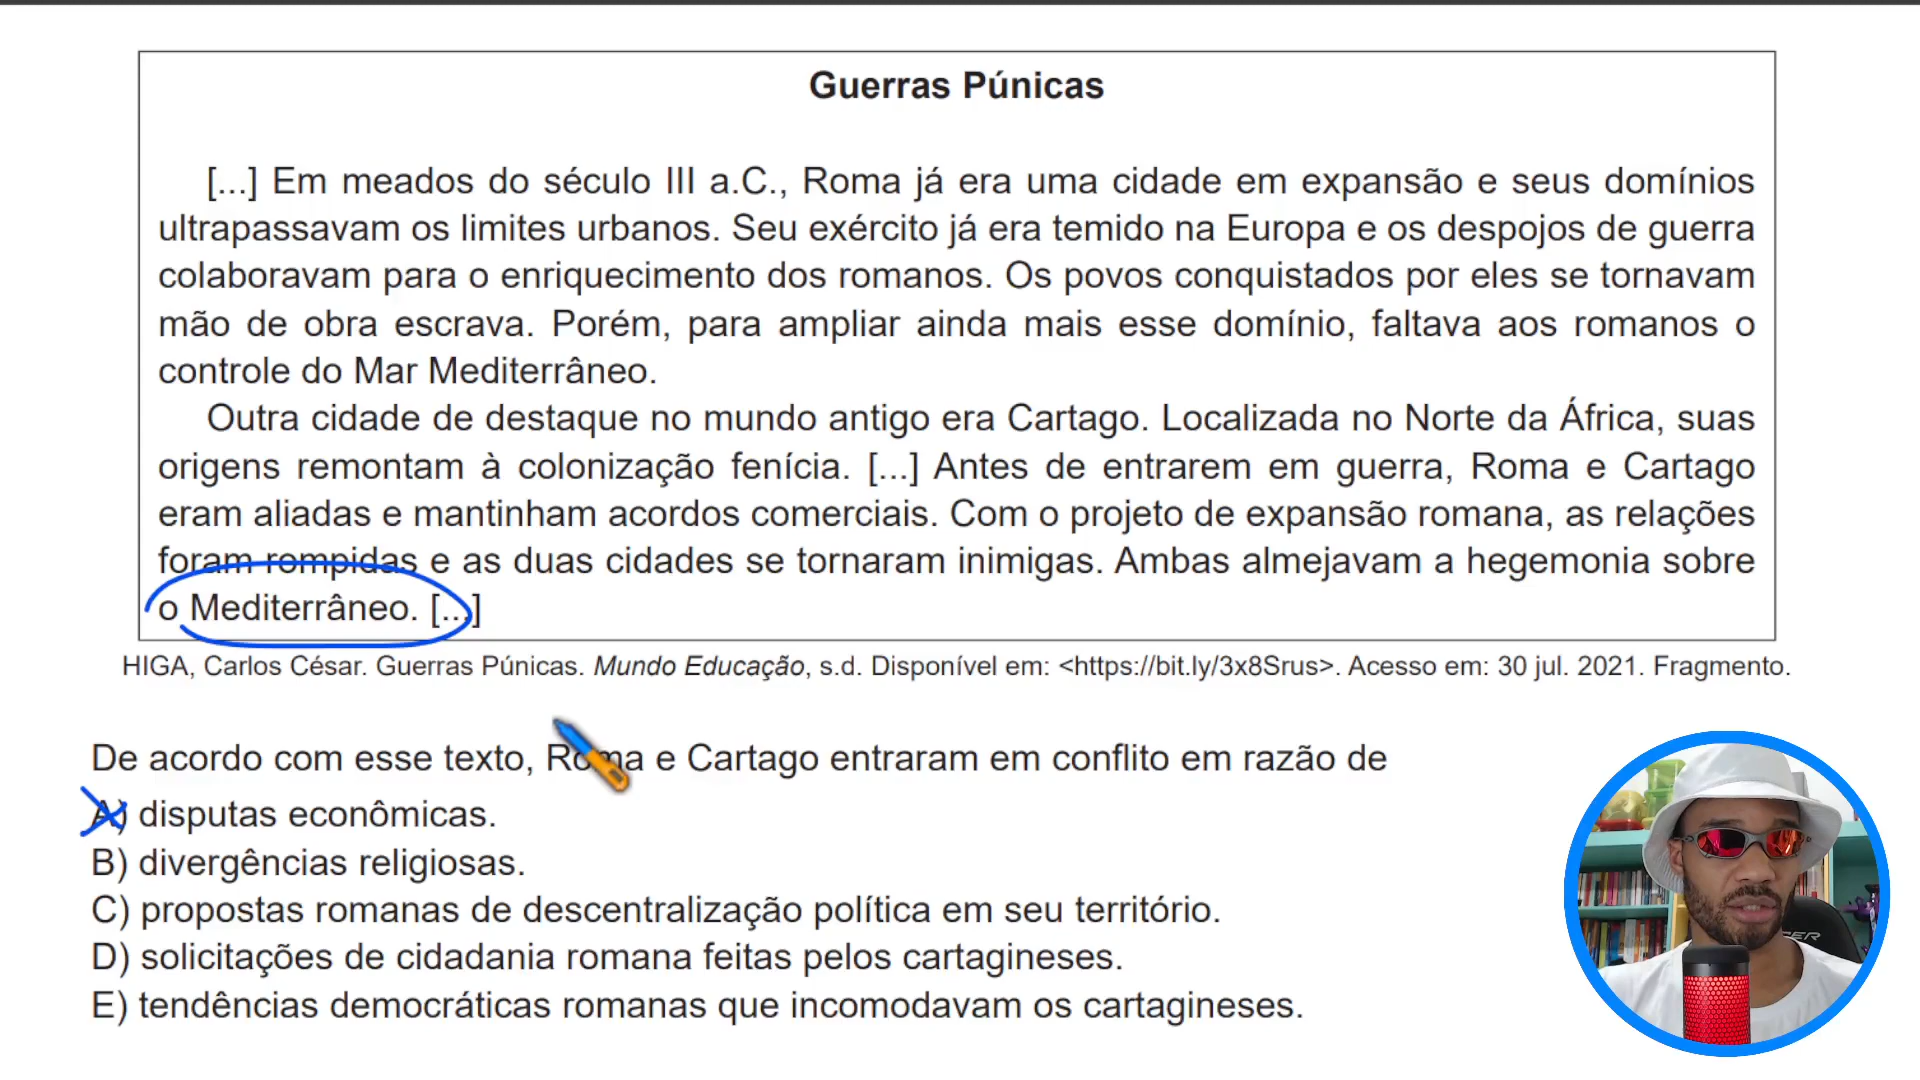 Guerras Púnicas
[...] Em meados do século III a.C., Roma já era uma cidade em expansão e seus domínios
ultrapassavam os limites urbanos. Seu exército já era temido na Europa e os despojos de guerra
colaboravam para o enriquecimento dos romanos. Os povos conquistados por eles se tornavam
mão de obra escrava. Porém, para ampliar ainda mais esse domínio, faltava aos romanos o
controle do Mar Mediterrâneo.
Outra cidade de destaque no mundo antigo era Cartago. Localizada no Norte da África, suas
origens remontam à colonização fenícia. [...] Antes de entrarem em guerra, Roma e Cartago
eram aliadas e mantinham acordos comerciais. Com o projeto de expansão romana, as relações
foram rompidas e as duas cidades se tornaram inimigas. Ambas almejavam a hegemonia sobre
o Mediterrâneo. [...]
HIGA, Carlos César. Guerras Púnicas. Mundo Educação, s.d. Disponível em: <https://bit.ly/3x8Srus>. Acesso em: 30 jul. 2021. Fragmento.
De acordo com esse texto, Roma e Cartago entraram em conflito em razão de
A) disputas econômicas.
B) divergências religiosas.
C) propostas romanas de descentralização política em seu território.
D) solicitações de cidadania romana feitas pelos cartagineses.
E) tendências democráticas romanas que incomodavam os cartagineses.